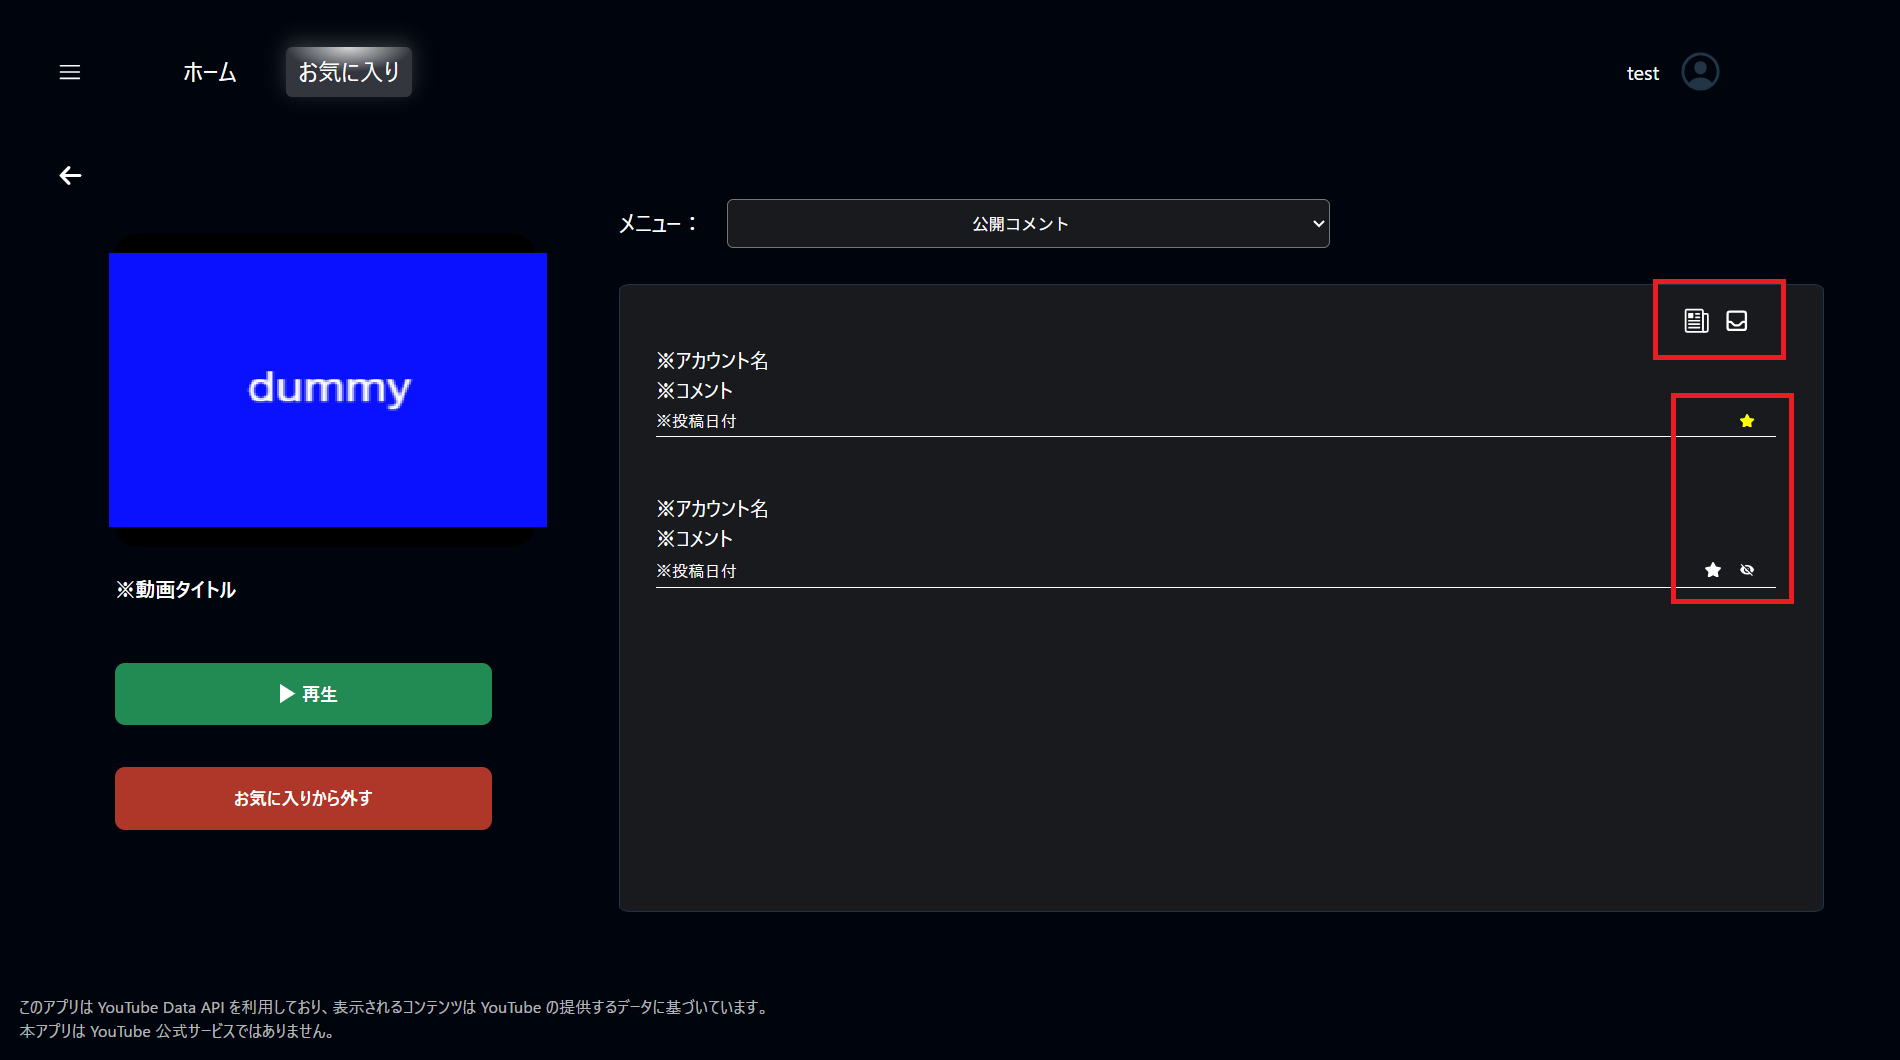 ホーム
お気に入り
test
メニュー：
公開コメント
dummy
※アカウント名
※コメント
※投稿日付
※アカウント名
※コメント
※投稿日付
※動画タイトル
再生
お気に入りから外す
このアプリは YouTube Data API を利用しており、表示されるコンテンツは YouTube の提供するデータに基づいています。
本アプリは YouTube 公式サービスではありません。